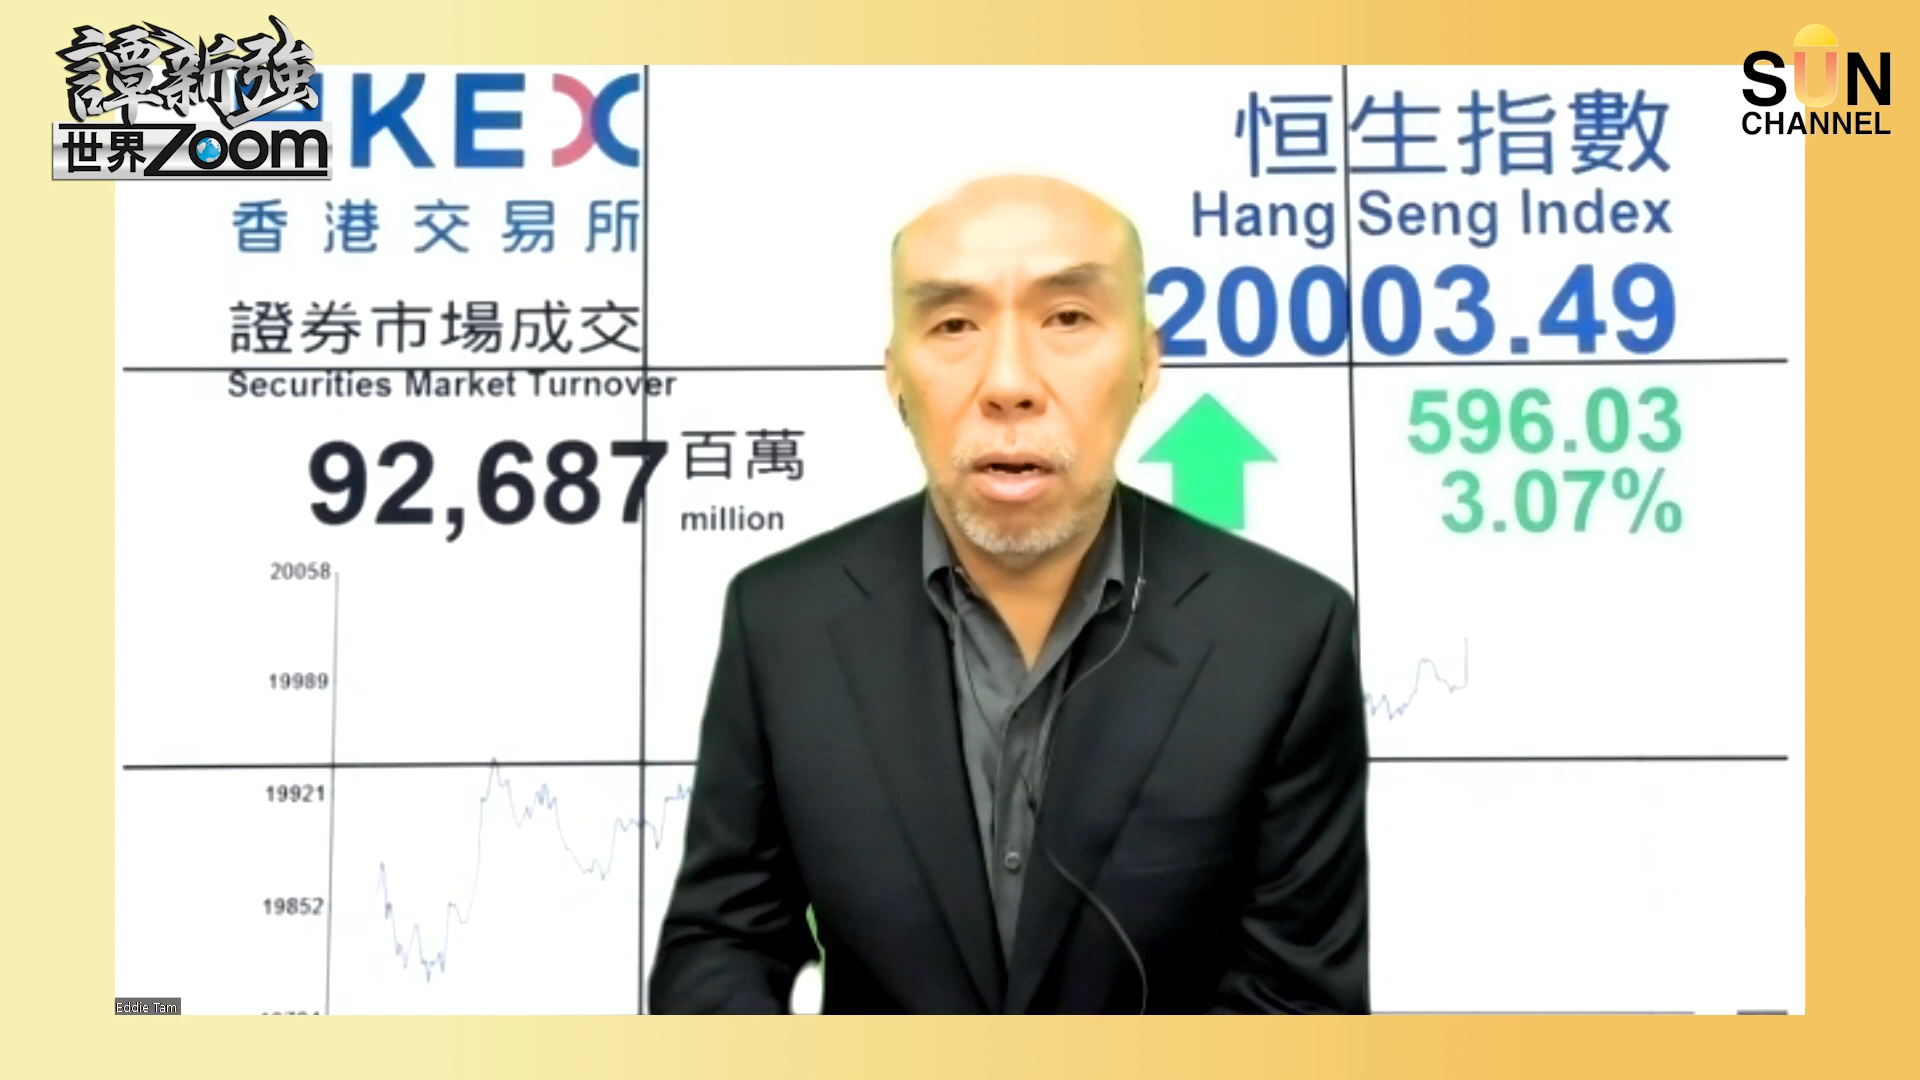 譚新強
世界Zoom
SUN
CHANNEL
KEX
香港交易所
證券市場成交
Securities Market Turnover
92,687 百萬
million
恒生指數
Hang Seng Index
20003.49
596.03
3.07%
20058
19989
19921
19852
Eddie Tam